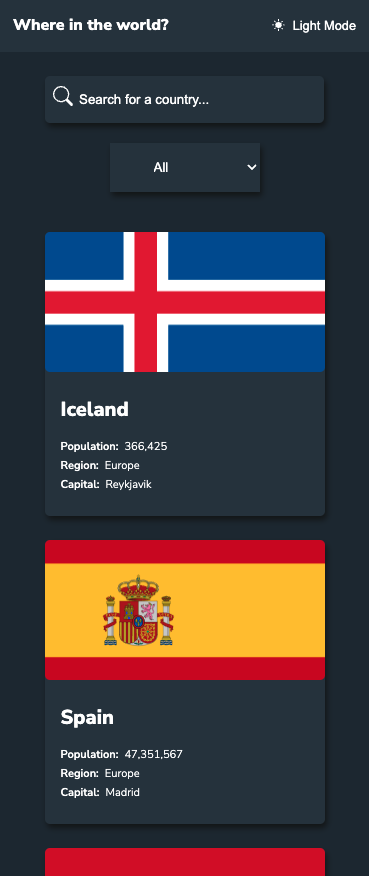 Where in the world?
Light Mode
Search for a country...
All
Iceland
Population: 366,425
Region: Europe
Capital: Reykjavik
Spain
Population: 47,351,567
Region: Europe
Capital: Madrid